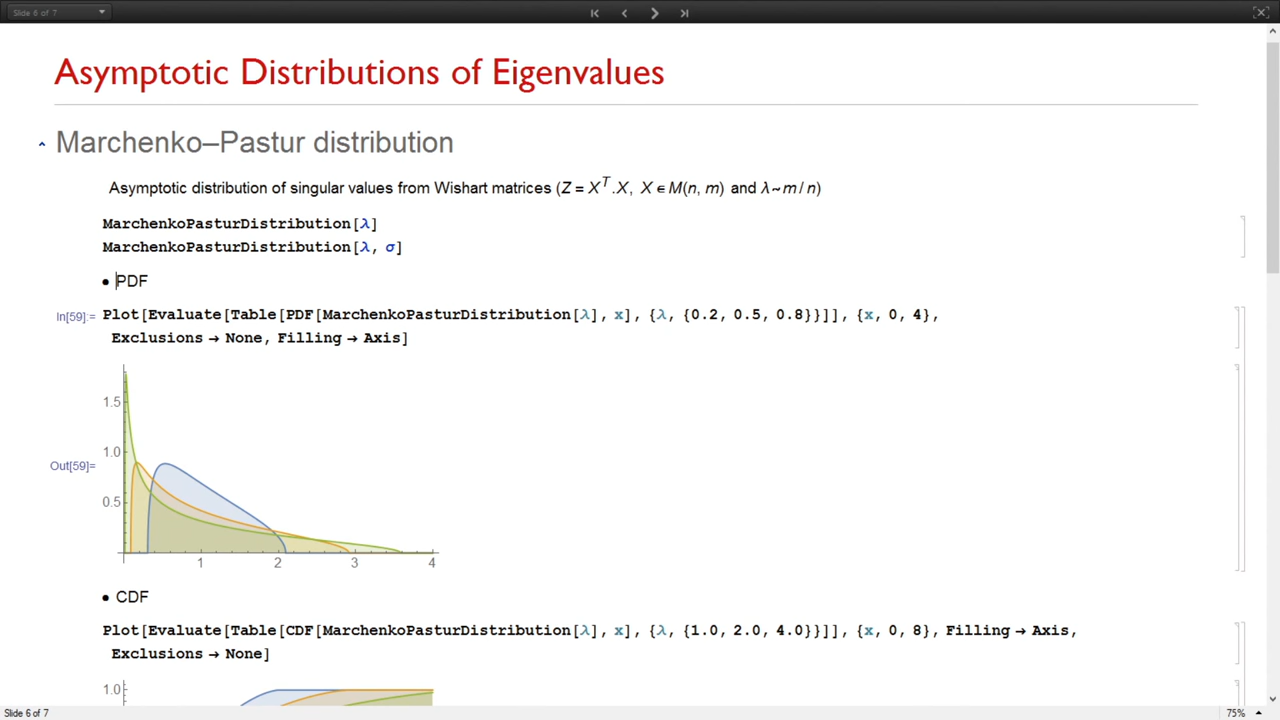 Slide 6 of 7
Asymptotic Distributions of Eigenvalues
Marchenko–Pastur distribution
Asymptotic distribution of singular values from Wishart matrices (Z = X^T.X, X ∈ M(n, m) and λ~m/n)
MarchenkoPasturDistribution[λ]
MarchenkoPasturDistribution[λ, σ]
• PDF
In[59]:= Plot[Evaluate[Table[PDF[MarchenkoPasturDistribution[λ], x], {λ, {0.2, 0.5, 0.8}}]], {x, 0, 4},
Exclusions → None, Filling → Axis]
1.5
1.0
Out[59]=
0.5
1 2 3 4
• CDF
Plot[Evaluate[Table[CDF[MarchenkoPasturDistribution[λ], x], {λ, {1.0, 2.0, 4.0}}]], {x, 0, 8}, Filling → Axis,
Exclusions → None]
1.0
Slide 6 of 7 75%